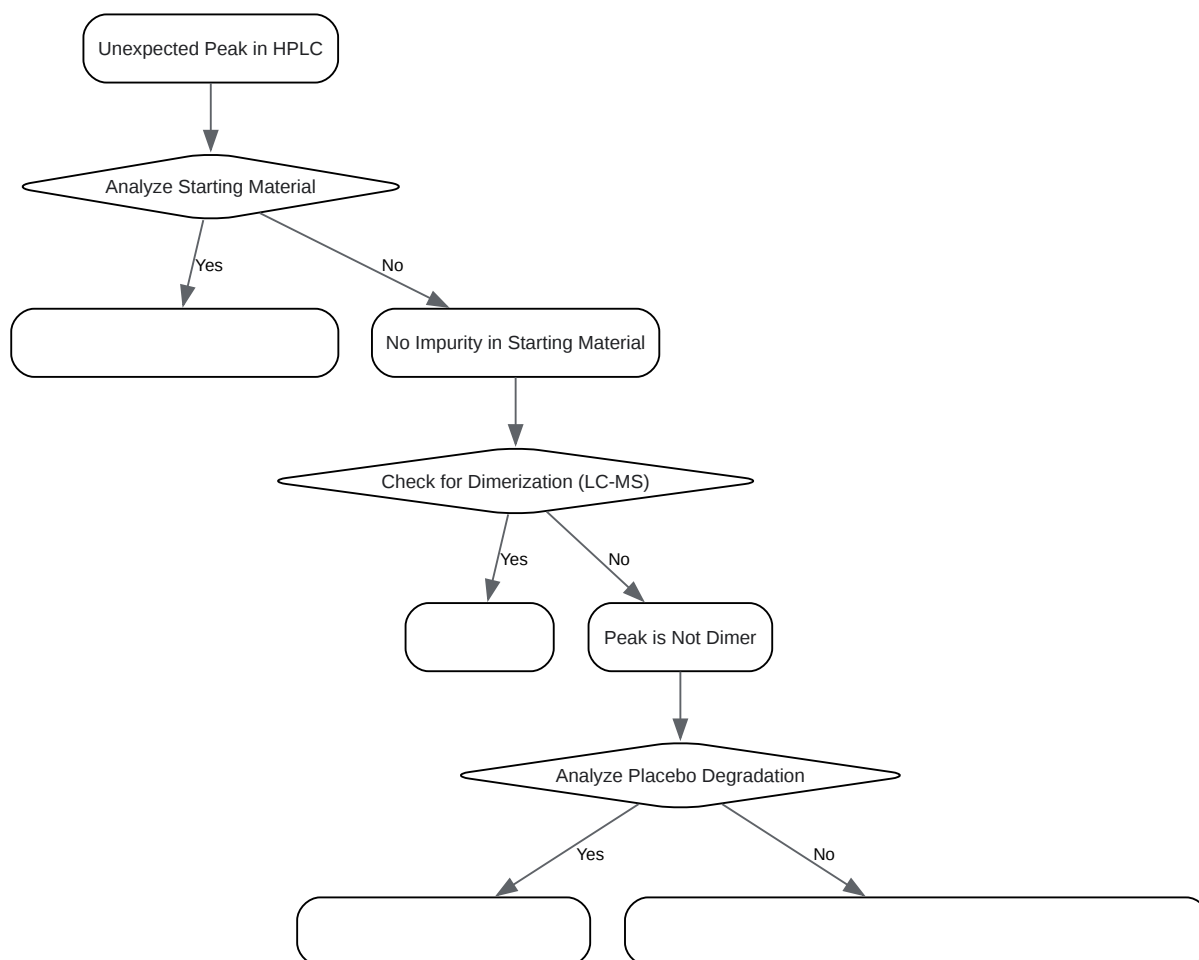 Unexpected Peak in HPLC
Analyze Starting Material
Yes
No
No Impurity in Starting Material
Check for Dimerization (LC-MS)
Yes
No
Peak is Not Dimer
Analyze Placebo Degradation
Yes
No